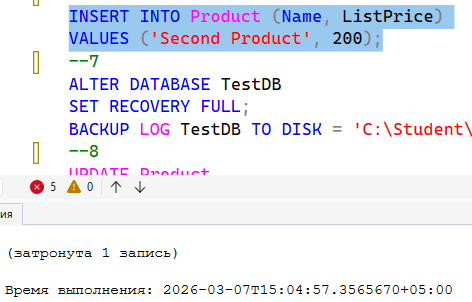 INSERT INTO Product (Name, ListPrice)
VALUES ('Second Product', 200);
--7
ALTER DATABASE TestDB
SET RECOVERY FULL;
BACKUP LOG TestDB TO DISK = 'C:\Student\
--8
UPDATE Product
5 0
ия
(затронута 1 запись)
Время выполнения: 2026-03-07T15:04:57.3565670+05:00